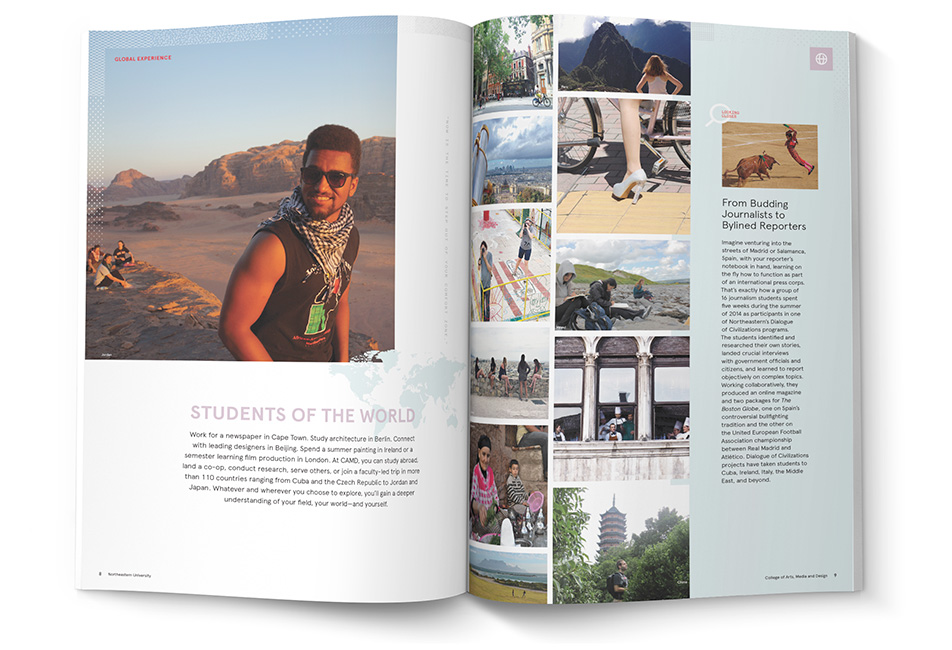 GLOBAL EXPERIENCE
STUDENTS OF THE WORLD
Work for a newspaper in Cape Town. Study architecture in Berlin. Connect
with leading designers in Beijing. Spend a summer painting in Ireland or a
semester learning film production in London. At CAMD, you can study abroad,
land a co-op, conduct research, serve others, or join a faculty-led trip in more
than 110 countries ranging from Cuba and the Czech Republic to Jordan and
Japan. Whatever and wherever you choose to explore, you'll gain a deeper
understanding of your field, your world—and yourself.
8 Northeastern University
From Budding
Journalists to
Bylined Reporters
Imagine venturing into the
streets of Madrid or Salamanca,
Spain, with your reporter's
notebook in hand, learning on
the fly how to function as part
of an international press corps.
That's exactly how a group of
16 journalism students spent
five weeks during the summer
of 2014 as participants in one
of Northeastern's Dialogue
of Civilizations programs.
The students identified and
researched their own stories,
landed crucial interviews
with government officials and
citizens, and learned to report
objectively on complex topics.
Working collaboratively, they
produced an online magazine
and two packages for The
Boston Globe, one on Spain's
controversial bullfighting
tradition and the other on
the United European Football
Association championship
between Real Madrid and
Atlético. Dialogue of Civilizations
projects have taken students to
Cuba, Ireland, Italy, the Middle
East, and beyond.
College of Arts, Media and Design 9